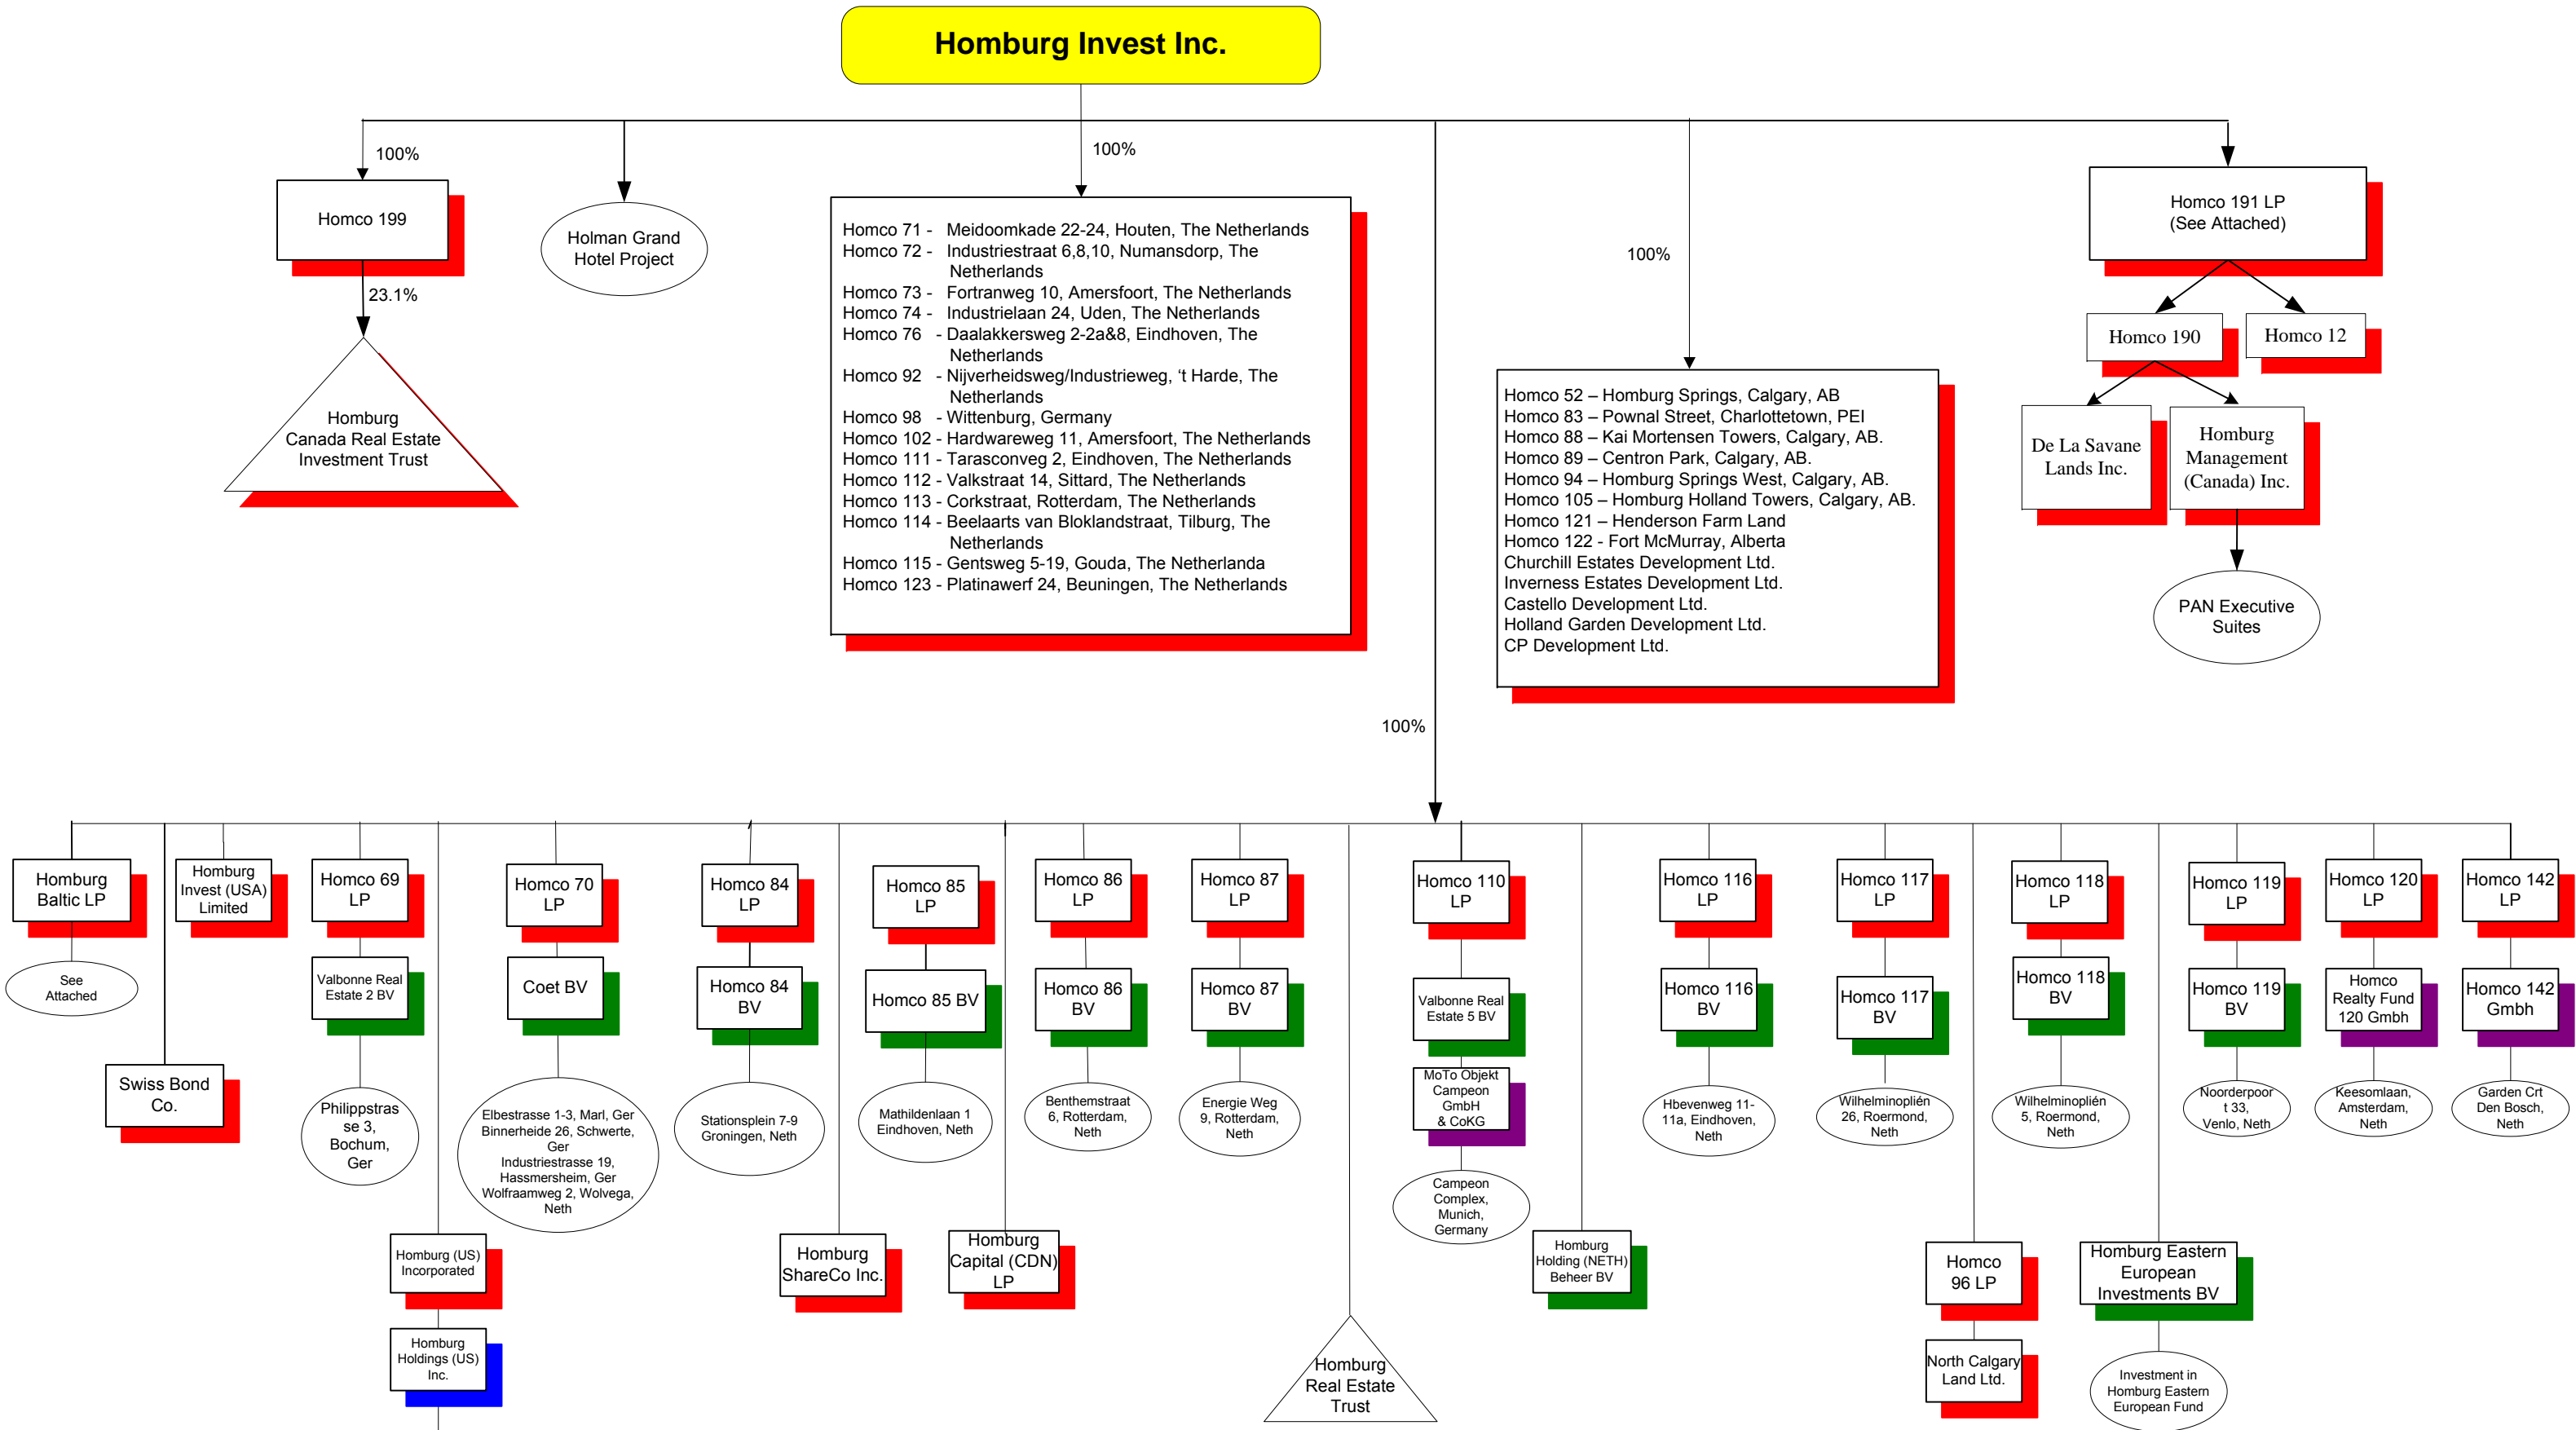 Homburg Invest Inc.
100%
100%
Homco 199
23.1%
Homburg
Canada Real Estate
Investment Trust
Holman Grand
Hotel Project
Homco 71 - Meidoomkade 22-24, Houten, The Netherlands
Homco 72 - Industriestraat 6,8,10, Numansdorp, The
Netherlands
Homco 73 - Fortranweg 10, Amersfoort, The Netherlands
Homco 74 - Industrielaan 24, Uden, The Netherlands
Homco 76 - Daalakkersweg 2-2a&8, Eindhoven, The
Netherlands
Homco 92 - Nijverheidsweg/Industrieweg, ‘t Harde, The
Netherlands
Homco 98 - Wittenburg, Germany
Homco 102 - Hardwareweg 11, Amersfoort, The Netherlands
Homco 111 - Tarasconveg 2, Eindhoven, The Netherlands
Homco 112 - Valkstraat 14, Sittard, The Netherlands
Homco 113 - Corkstraat, Rotterdam, The Netherlands
Homco 114 - Beelaarts van Bloklandstraat, Tilburg, The
Netherlands
Homco 115 - Gentsweg 5-19, Gouda, The Netherlanda
Homco 123 - Platinawerf 24, Beuningen, The Netherlands
100%
Homco 52 – Homburg Springs, Calgary, AB
Homco 83 – Pownal Street, Charlottetown, PEI
Homco 88 – Kai Mortensen Towers, Calgary, AB.
Homco 89 – Centron Park, Calgary, AB.
Homco 94 – Homburg Springs West, Calgary, AB.
Homco 105 – Homburg Holland Towers, Calgary, AB.
Homco 121 – Henderson Farm Land
Homco 122 - Fort McMurray, Alberta
Churchill Estates Development Ltd.
Inverness Estates Development Ltd.
Castello Development Ltd.
Holland Garden Development Ltd.
CP Development Ltd.
Homco 191 LP
(See Attached)
Homco 190
Homco 12
De La Savane
Lands Inc.
Homburg
Management
(Canada) Inc.
PAN Executive
Suites
100%
Homburg
Baltic LP
See
Attached
Swiss Bond
Co.
Homburg
Invest (USA)
Limited
Homco 69
LP
Valbonne Real
Estate 2 BV
Philippstras
se 3,
Bochum,
Ger
Homburg (US)
Incorporated
Homburg
Holdings (US)
Inc.
Homco 70
LP
Coet BV
Elbestrasse 1-3, Marl, Ger
Binnerheide 26, Schwerte,
Ger
Industriestrasse 19,
Hassmersheim, Ger
Wolfraamweg 2, Wolvega,
Neth
Homco 84
LP
Homco 84
BV
Stationsplein 7-9
Groningen, Neth
Homburg
ShareCo Inc.
Homco 85
LP
Homco 85 BV
Mathildenlaan 1
Eindhoven, Neth
Homburg
Capital (CDN)
LP
Homco 86
LP
Homco 86
BV
Benthemstraat
6, Rotterdam,
Neth
Homco 87
LP
Homco 87
BV
Energie Weg
9, Rotterdam,
Neth
Homburg
Real Estate
Trust
Homco 110
LP
Valbonne Real
Estate 5 BV
MoTo Objekt
Campeon
GmbH
& CoKG
Campeon
Complex,
Munich,
Germany
Homburg
Holding (NETH)
Beheer BV
Homco 116
LP
Homco 116
BV
Hbevenweg 11-
11a, Eindhoven,
Neth
Homco 117
LP
Homco 117
BV
Wilhelminoplién
26, Roermond,
Neth
Homco
96 LP
North Calgary
Land Ltd.
Homco 118
LP
Homco 118
BV
Wilhelminoplién
5, Roermond,
Neth
Homburg Eastern
European
Investments BV
Investment in
Homburg Eastern
European Fund
Homco 119
LP
Homco 119
BV
Noorderpoor
t 33,
Venlo, Neth
Homco 120
LP
Homco
Realty Fund
120 Gmbh
Keesomlaan,
Amsterdam,
Neth
Homco 142
LP
Homco 142
Gmbh
Garden Crt
Den Bosch,
Neth